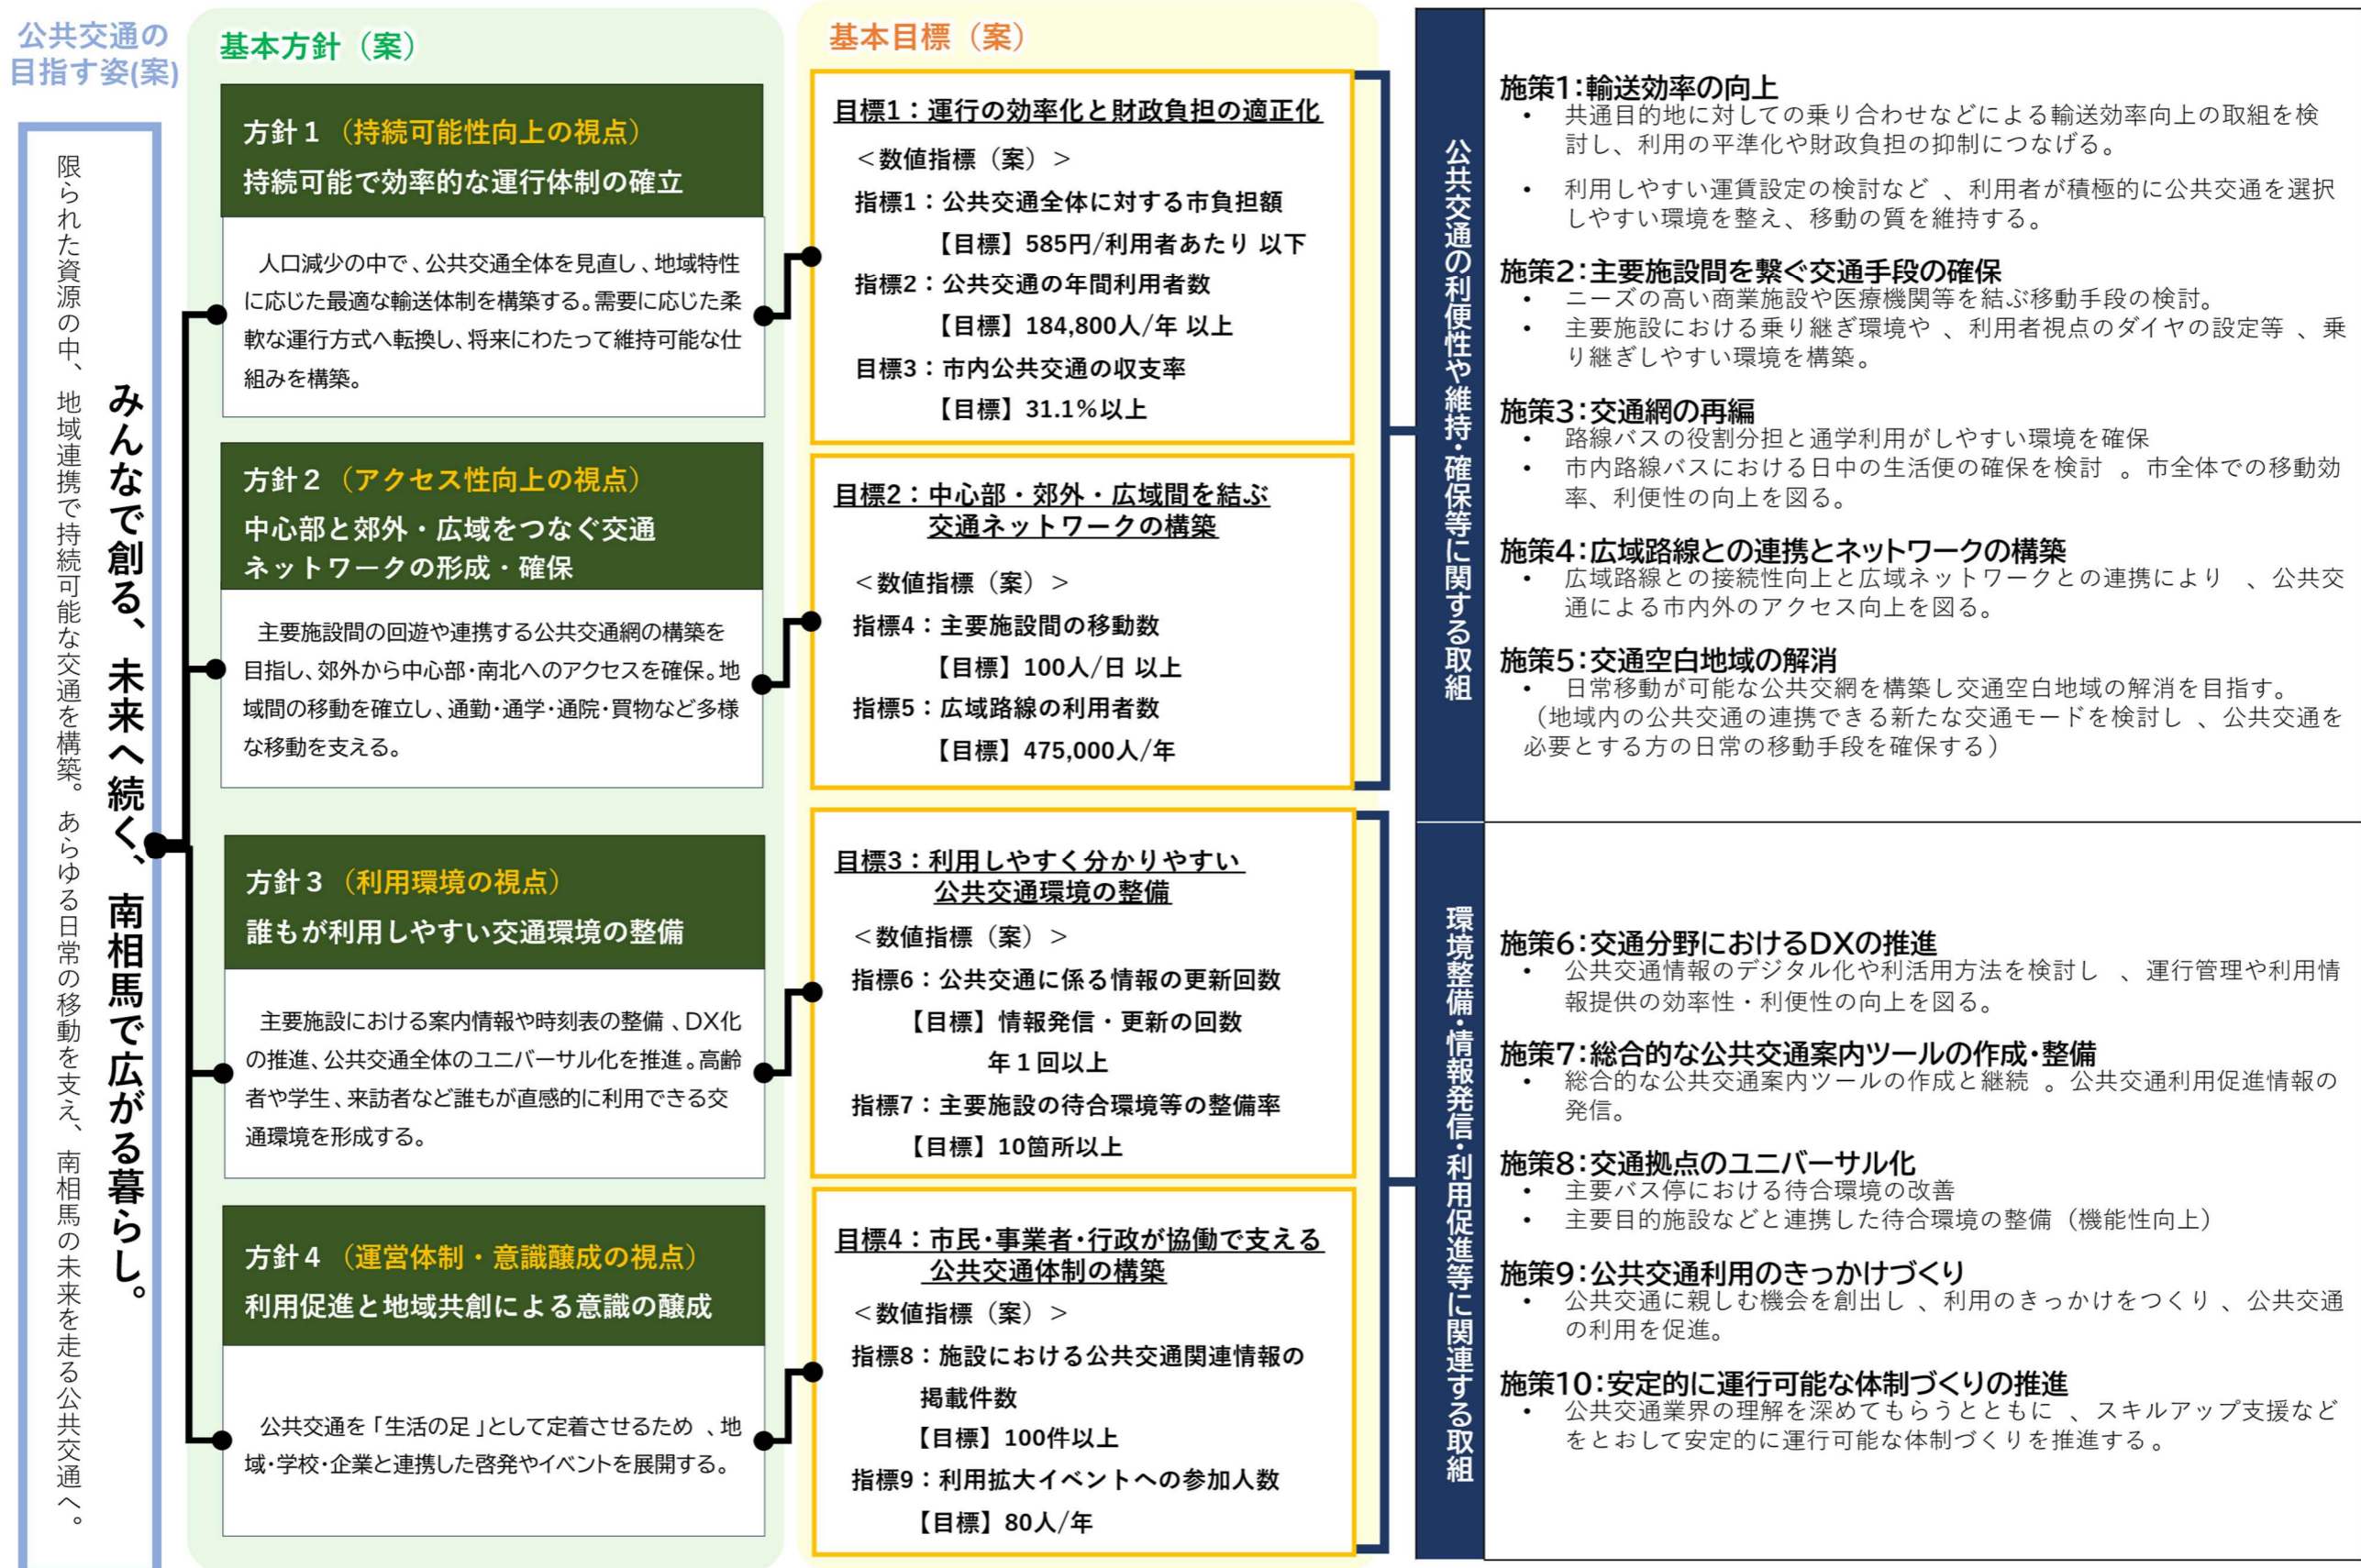 公共交通の
目指す姿(案)
みんなで創る、未来へ続く、南相馬で広がる暮らし。
限られた資源の中、地域連携で持続可能な交通を構築。あらゆる日常の移動を支え、南相馬の未来を走る公共交通へ。
基本方針（案）
方針１（持続可能性向上の視点）
持続可能で効率的な運行体制の確立
人口減少の中で、公共交通全体を見直し、地域特性
に応じた最適な輸送体制を構築する。需要に応じた柔
軟な運行方式へ転換し、将来にわたって維持可能な仕
組みを構築。
方針２（アクセス性向上の視点）
中心部と郊外・広域をつなぐ交通
ネットワークの形成・確保
主要施設間の回遊や連携する公共交通網の構築を
目指し、郊外から中心部・南北へのアクセスを確保。地
域間の移動を確立し、通勤・通学・通院・買物など多様
な移動を支える。
方針３（利用環境の視点）
誰もが利用しやすい交通環境の整備
主要施設における案内情報や時刻表の整備、DX化
の推進、公共交通全体のユニバーサル化を推進。高齢
者や学生、来訪者など誰もが直感的に利用できる交
通環境を形成する。
方針４（運営体制・意識醸成の視点）
利用促進と地域共創による意識の醸成
公共交通を「生活の足」として定着させるため、地
域・学校・企業と連携した啓発やイベントを展開する。
基本目標（案）
目標1：運行の効率化と財政負担の適正化
＜数値指標（案）＞
指標1：公共交通全体に対する市負担額
【目標】585円/利用者あたり 以下
指標2：公共交通の年間利用者数
【目標】184,800人/年 以上
目標3：市内公共交通の収支率
【目標】31.1%以上
目標2：中心部・郊外・広域間を結ぶ
交通ネットワークの構築
＜数値指標（案）＞
指標4：主要施設間の移動数
【目標】100人/日 以上
指標5：広域路線の利用者数
【目標】475,000人/年
目標3：利用しやすく分かりやすい
公共交通環境の整備
＜数値指標（案）＞
指標6：公共交通に係る情報の更新回数
【目標】情報発信・更新の回数
年１回以上
指標7：主要施設の待合環境等の整備率
【目標】10箇所以上
目標4：市民・事業者・行政が協働で支える
公共交通体制の構築
＜数値指標（案）＞
指標8：施設における公共交通関連情報の
掲載件数
【目標】100件以上
指標9：利用拡大イベントへの参加人数
【目標】80人/年
公共交通の利便性や維持・確保等に関する取組
施策1：輸送効率の向上
• 共通目的地に対しての乗り合わせなどによる輸送効率向上の取組を検
討し、利用の平準化や財政負担の抑制につなげる。
• 利用しやすい運賃設定の検討など、利用者が積極的に公共交通を選択
しやすい環境を整え、移動の質を維持する。
施策2：主要施設間を繋ぐ交通手段の確保
• ニーズの高い商業施設や医療機関等を結ぶ移動手段の検討。
• 主要施設における乗り継ぎ環境や、利用者視点のダイヤの設定等、乗
り継ぎしやすい環境を構築。
施策3：交通網の再編
• 路線バスの役割分担と通学利用がしやすい環境を確保
• 市内路線バスにおける日中の生活便の確保を検討。市全体での移動効
率、利便性の向上を図る。
施策4：広域路線との連携とネットワークの構築
• 広域路線との接続性向上と広域ネットワークとの連携により、公共交
通による市内外のアクセス向上を図る。
施策5：交通空白地域の解消
• 日常移動が可能な公共交網を構築し交通空白地域の解消を目指す。
（地域内の公共交通の連携できる新たな交通モードを検討し、公共交通を
必要とする方の日常の移動手段を確保する）
環境整備・情報発信・利用促進等に関連する取組
施策6：交通分野におけるDXの推進
• 公共交通情報のデジタル化や利活用方法を検討し、運行管理や利用情
報提供の効率性・利便性の向上を図る。
施策7：総合的な公共交通案内ツールの作成・整備
• 総合的な公共交通案内ツールの作成と継続。公共交通利用促進情報の
発信。
施策8：交通拠点のユニバーサル化
• 主要バス停における待合環境の改善
• 主要目的施設などと連携した待合環境の整備（機能性向上）
施策9：公共交通利用のきっかけづくり
• 公共交通に親しむ機会を創出し、利用のきっかけをつくり、公共交通
の利用を促進。
施策10：安定的に運行可能な体制づくりの推進
• 公共交通業界の理解を深めてもらうとともに、スキルアップ支援など
をとおして安定的に運行可能な体制づくりを推進する。